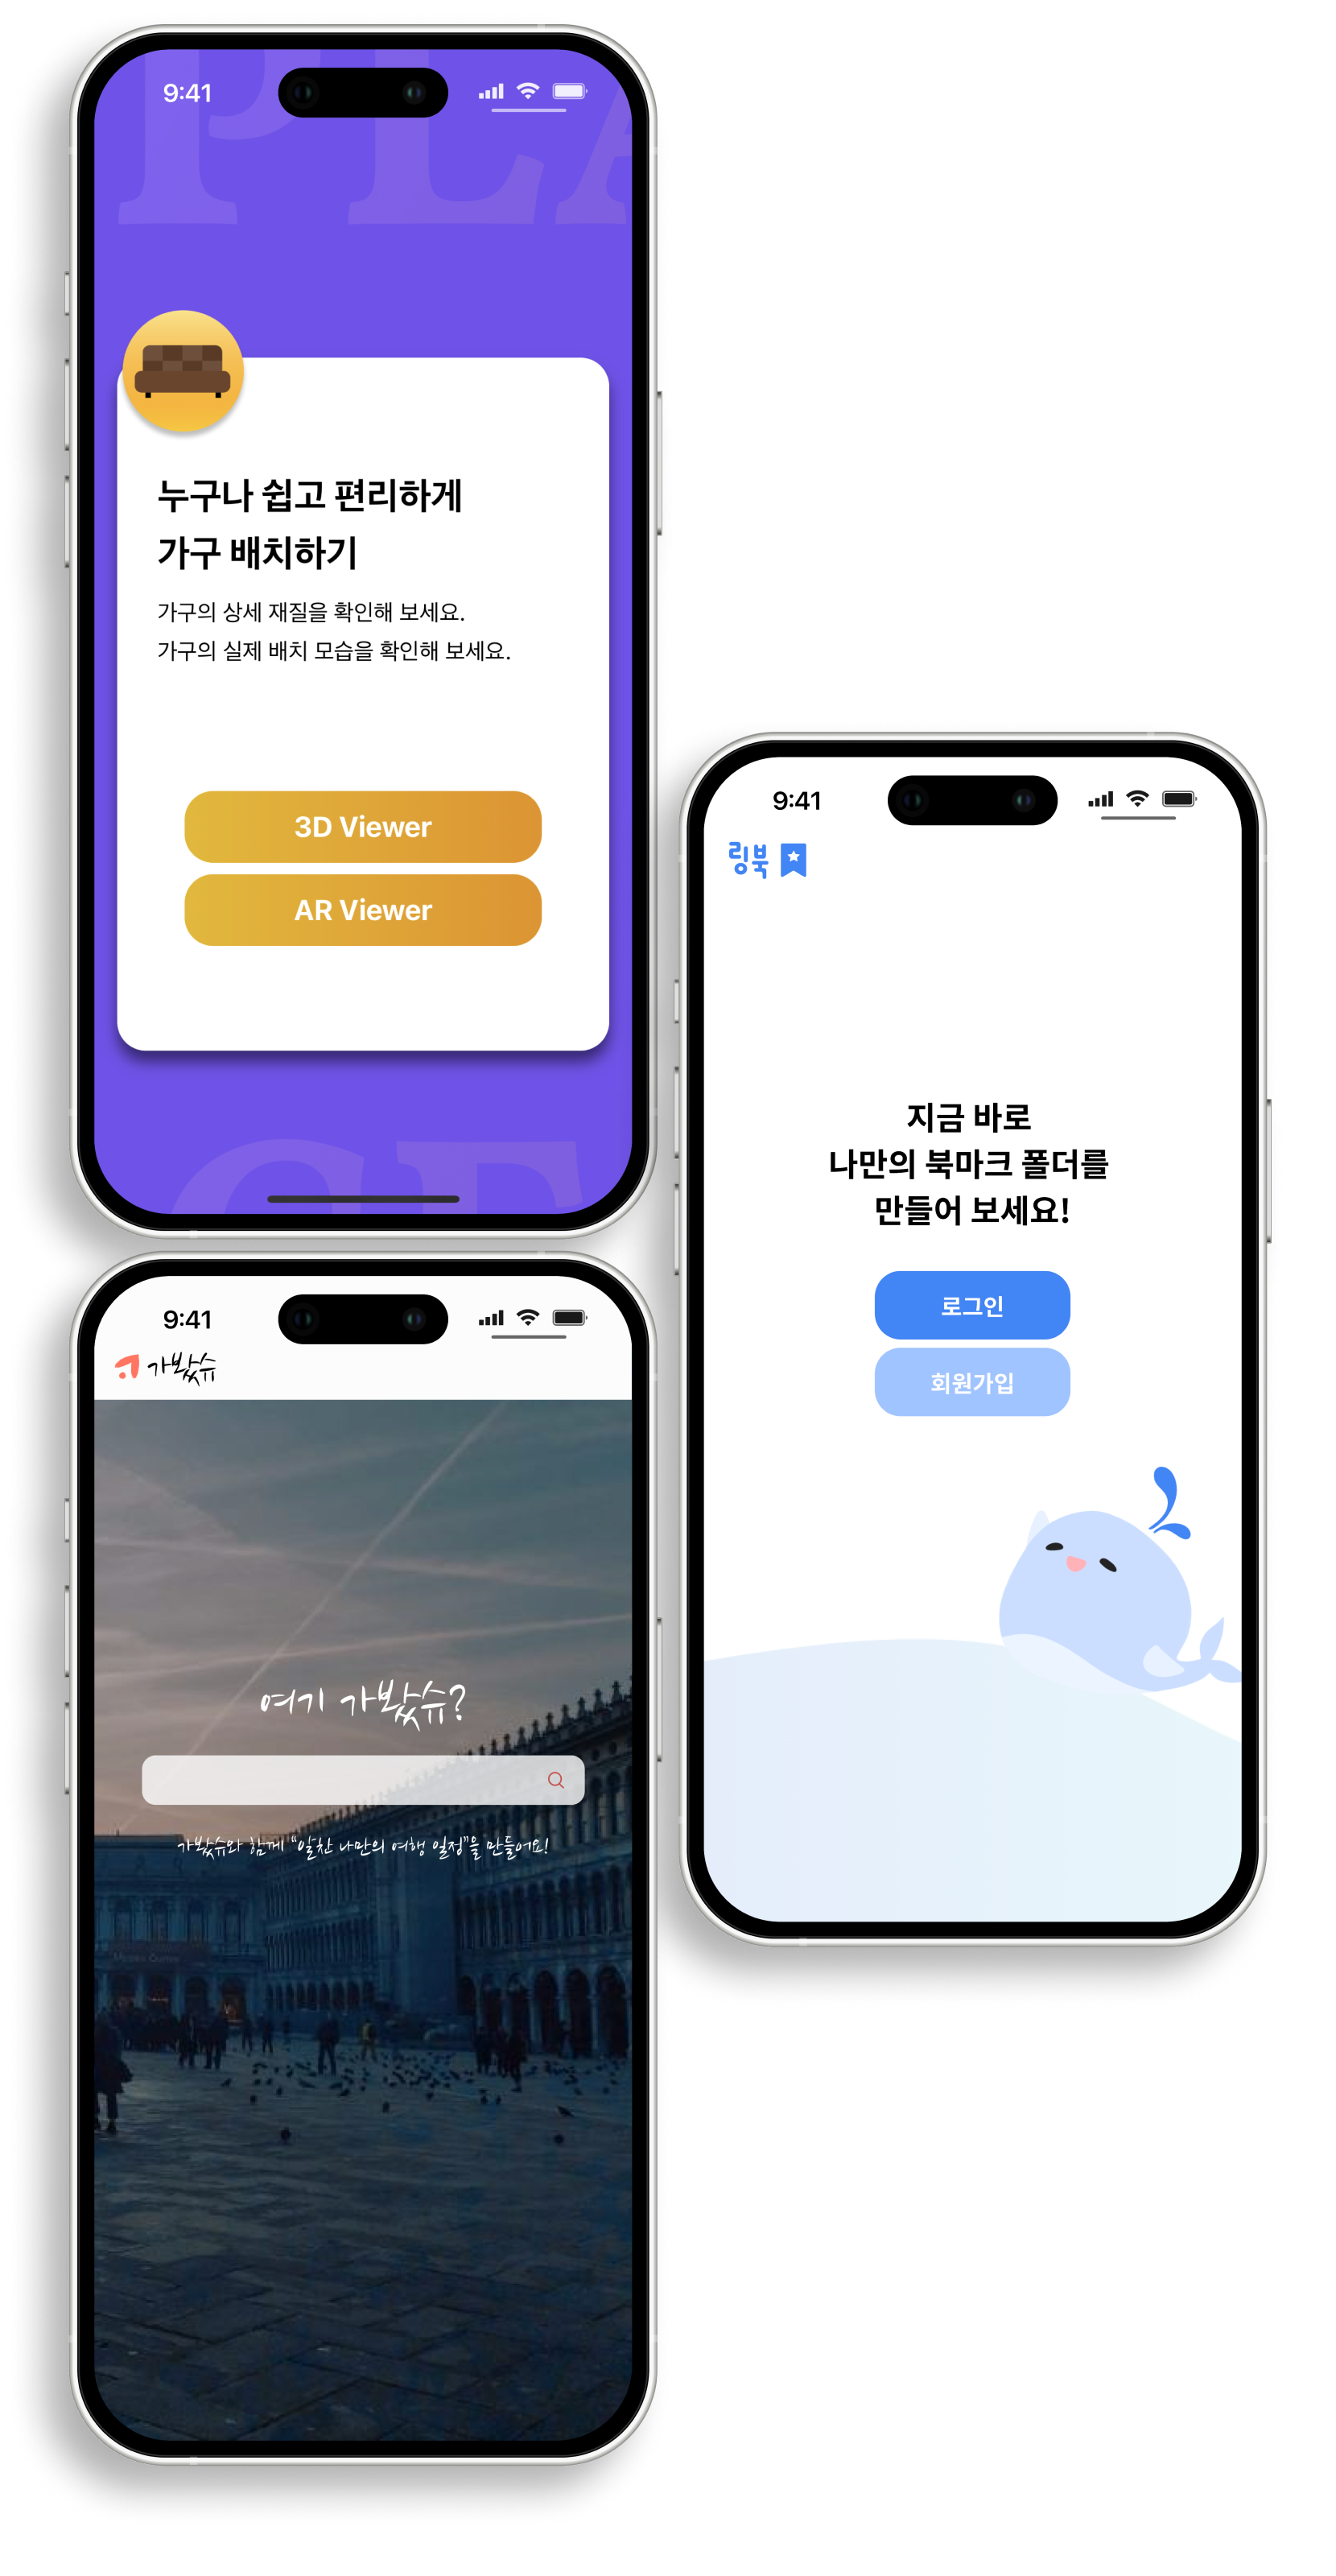 9:41
PLA
누구나 쉽고 편리하게
가구 배치하기
가구의 상세 재질을 확인해 보세요.
가구의 실제 배치 모습을 확인해 보세요.
3D Viewer
AR Viewer
CE
9:41
링북
지금 바로
나만의 북마크 폴더를
만들어 보세요!
로그인
회원가입
9:41
가봤슈
여기 가봤슈?
가봤슈와 함께 “알찬 나만의 여행 일정”을 만들어요!